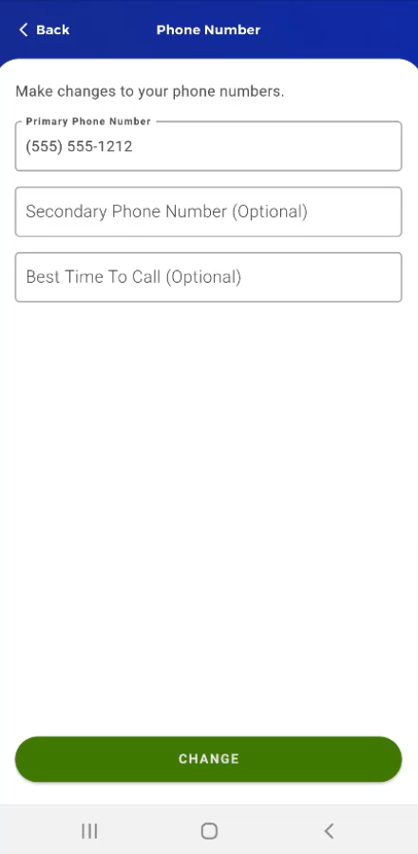 Back
Phone Number
Make changes to your phone numbers.
Primary Phone Number
(555) 555-1212
Secondary Phone Number (Optional)
Best Time To Call (Optional)
CHANGE